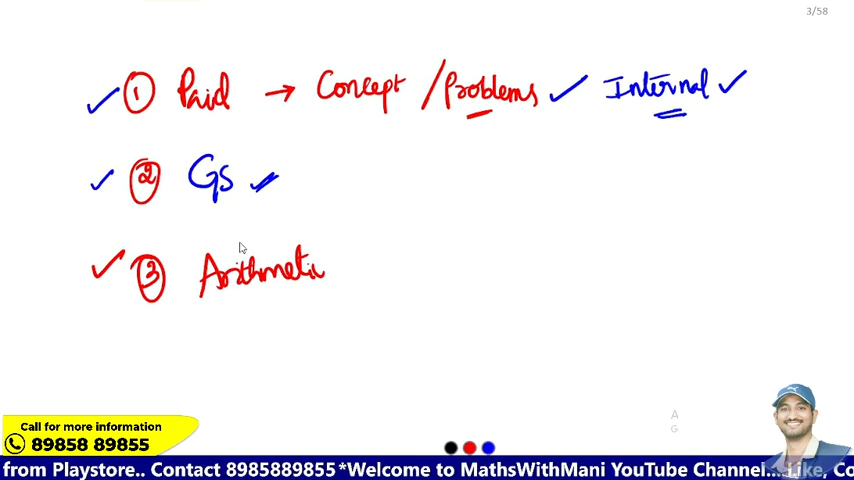 3/58
① Paid → Concept / Problems ✓ Internal ✓
② GS ✓
③ Arithmetic
A
G
Call for more information
89858 89855
from Playstore.. Contact 8985889855*Welcome to MathsWithMani YouTube Channel....Like, Co